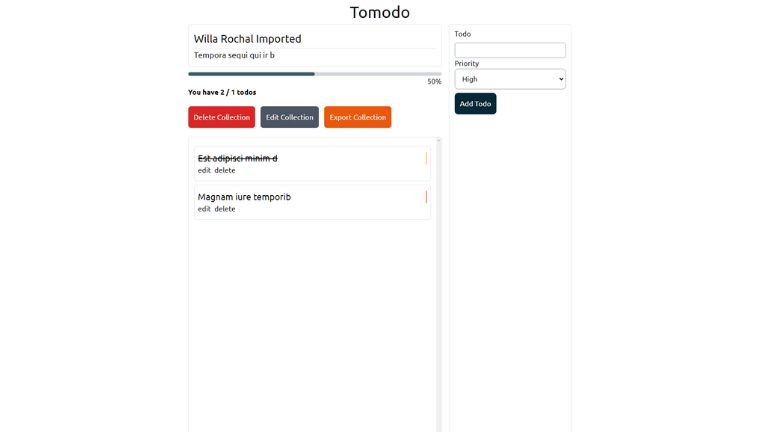 Tomodo
Willa Rochal Imported
Tempora sequi qui ir b
50%
You have 2 / 1 todos
Delete Collection
Edit Collection
Export Collection
Est adipisci minim d
edit delete
Magnam iure temporib
edit delete
Todo
Priority
High
Add Todo